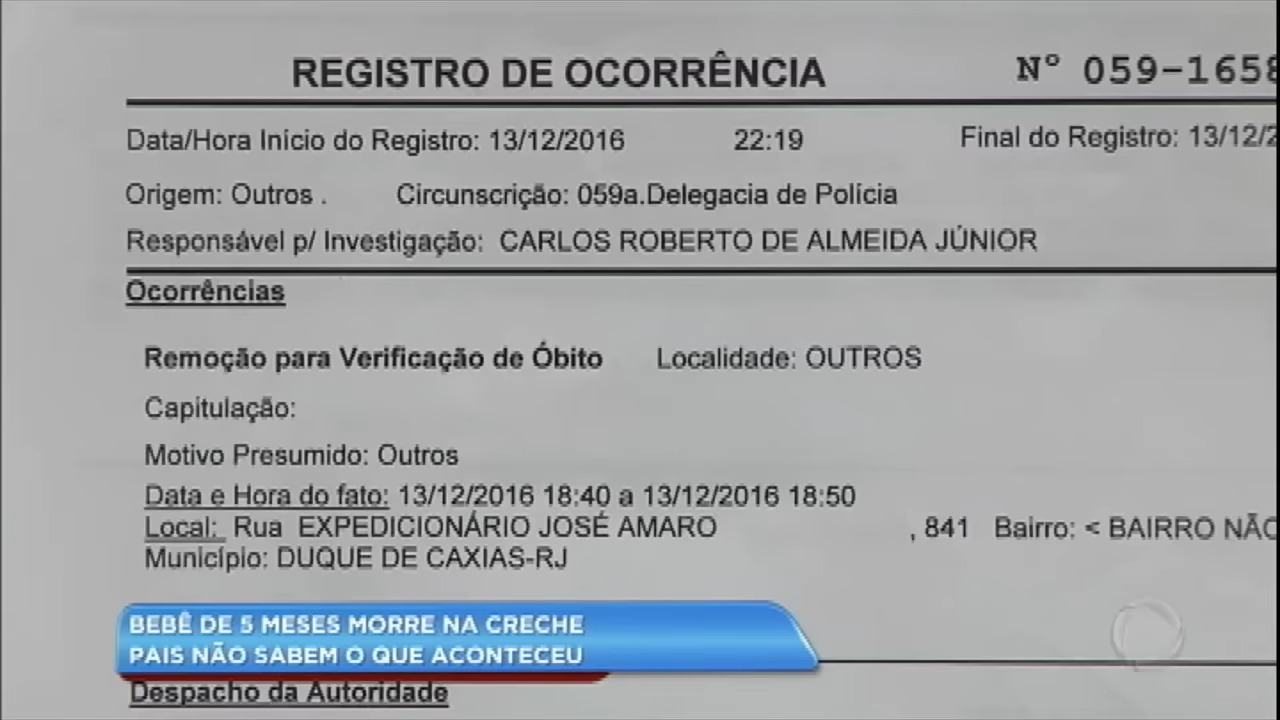 REGISTRO DE OCORRÊNCIA Nº 059-1658
Data/Hora Início do Registro: 13/12/2016 22:19 Final do Registro: 13/12/2
Origem: Outros . Circunscrição: 059a.Delegacia de Polícia
Responsável p/ Investigação: CARLOS ROBERTO DE ALMEIDA JÚNIOR
Ocorrências
Remoção para Verificação de Óbito Localidade: OUTROS
Capitulação:
Motivo Presumido: Outros
Data e Hora do fato: 13/12/2016 18:40 a 13/12/2016 18:50
Local: Rua EXPEDICIONÁRIO JOSÉ AMARO , 841 Bairro: < BAIRRO NÃO
Município: DUQUE DE CAXIAS-RJ
BEBÊ DE 5 MESES MORRE NA CRECHE
PAIS NÃO SABEM O QUE ACONTECEU
Despacho da Autoridade